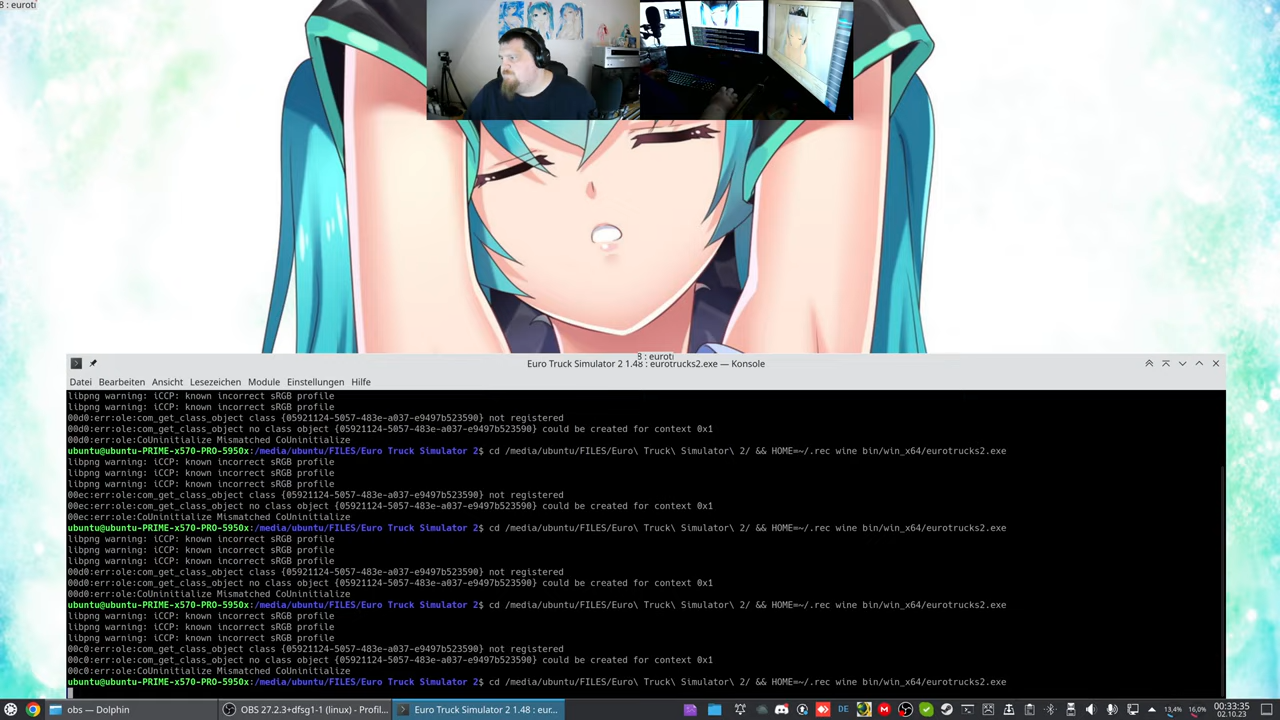 8 : euroti
8 : euroti
Euro Truck Simulator 2 1.48 : eurotrucks2.exe — Konsole
Datei Bearbeiten Ansicht Lesezeichen Module Einstellungen Hilfe
libpng warning: iCCP: known incorrect sRGB profile
libpng warning: iCCP: known incorrect sRGB profile
00d0:err:ole:com_get_class_object class {05921124-5057-483e-a037-e9497b523590} not registered
00d0:err:ole:com_get_class_object no class object {05921124-5057-483e-a037-e9497b523590} could be created for context 0x1
00d0:err:ole:CoUninitialize Mismatched CoUninitialize
ubuntu@ubuntu-PRIME-x570-PRO-5950x:/media/ubuntu/FILES/Euro Truck Simulator 2$ cd /media/ubuntu/FILES/Euro\ Truck\ Simulator\ 2/ && HOME=~/.rec wine bin/win_x64/eurotrucks2.exe
libpng warning: iCCP: known incorrect sRGB profile
libpng warning: iCCP: known incorrect sRGB profile
libpng warning: iCCP: known incorrect sRGB profile
00ec:err:ole:com_get_class_object class {05921124-5057-483e-a037-e9497b523590} not registered
00ec:err:ole:com_get_class_object no class object {05921124-5057-483e-a037-e9497b523590} could be created for context 0x1
00ec:err:ole:CoUninitialize Mismatched CoUninitialize
ubuntu@ubuntu-PRIME-x570-PRO-5950x:/media/ubuntu/FILES/Euro Truck Simulator 2$ cd /media/ubuntu/FILES/Euro\ Truck\ Simulator\ 2/ && HOME=~/.rec wine bin/win_x64/eurotrucks2.exe
libpng warning: iCCP: known incorrect sRGB profile
libpng warning: iCCP: known incorrect sRGB profile
libpng warning: iCCP: known incorrect sRGB profile
00d0:err:ole:com_get_class_object class {05921124-5057-483e-a037-e9497b523590} not registered
00d0:err:ole:com_get_class_object no class object {05921124-5057-483e-a037-e9497b523590} could be created for context 0x1
00d0:err:ole:CoUninitialize Mismatched CoUninitialize
ubuntu@ubuntu-PRIME-x570-PRO-5950x:/media/ubuntu/FILES/Euro Truck Simulator 2$ cd /media/ubuntu/FILES/Euro\ Truck\ Simulator\ 2/ && HOME=~/.rec wine bin/win_x64/eurotrucks2.exe
libpng warning: iCCP: known incorrect sRGB profile
libpng warning: iCCP: known incorrect sRGB profile
libpng warning: iCCP: known incorrect sRGB profile
00c0:err:ole:com_get_class_object class {05921124-5057-483e-a037-e9497b523590} not registered
00c0:err:ole:com_get_class_object no class object {05921124-5057-483e-a037-e9497b523590} could be created for context 0x1
00c0:err:ole:CoUninitialize Mismatched CoUninitialize
ubuntu@ubuntu-PRIME-x570-PRO-5950x:/media/ubuntu/FILES/Euro Truck Simulator 2$ cd /media/ubuntu/FILES/Euro\ Truck\ Simulator\ 2/ && HOME=~/.rec wine bin/win_x64/eurotrucks2.exe
obs — Dolphin OBS 27.2.3+dfsg1-1 (linux) - Profil... Euro Truck Simulator 2 1.48 : eur... DE 13,4% 16,0% 00:33:35
02.10.23